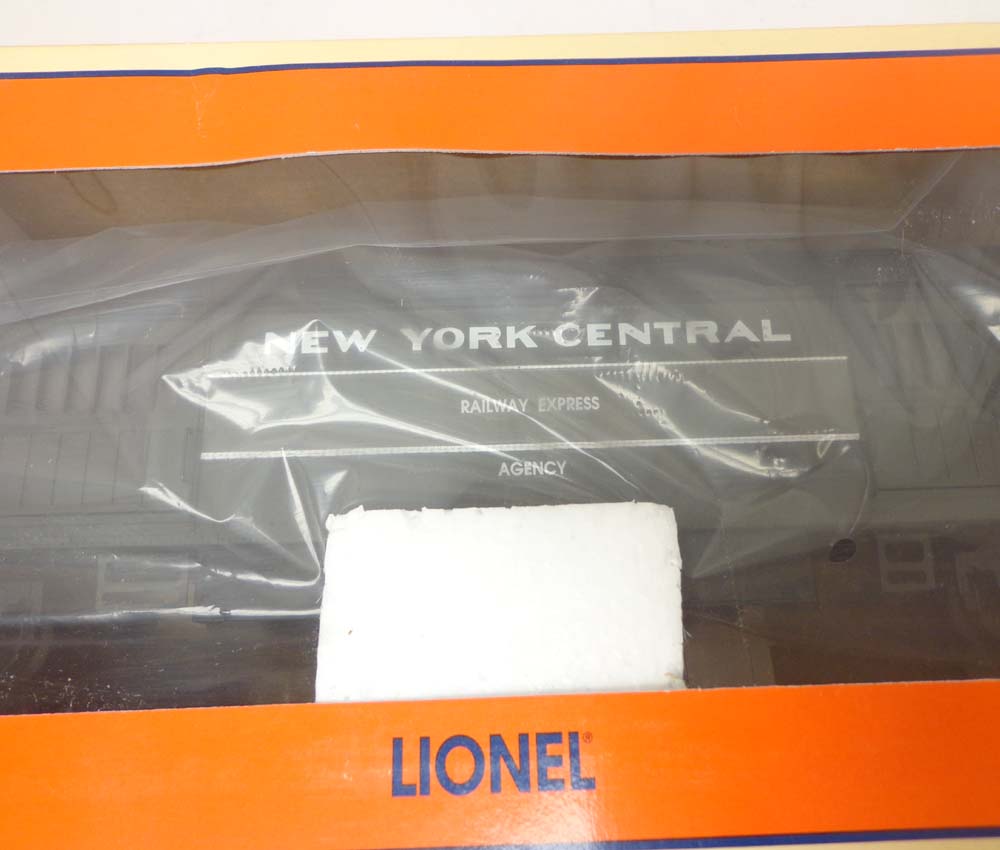 NEW YORK CENTRAL
RAILWAY EXPRESS
AGENCY
LIONEL®